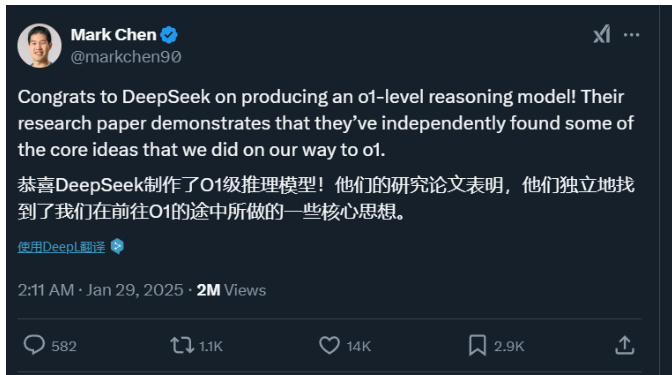 Mark Chen
@markchen90
Congrats to DeepSeek on producing an o1-level reasoning model! Their
research paper demonstrates that they’ve independently found some of
the core ideas that we did on our way to o1.
恭喜DeepSeek制作了O1级推理模型！他们的研究论文表明，他们独立地找
到了我们在前往O1的途中所做的一些核心思想。
使用DeepL翻译
2:11 AM · Jan 29, 2025 · 2M Views
582 1.1K 14K 2.9K